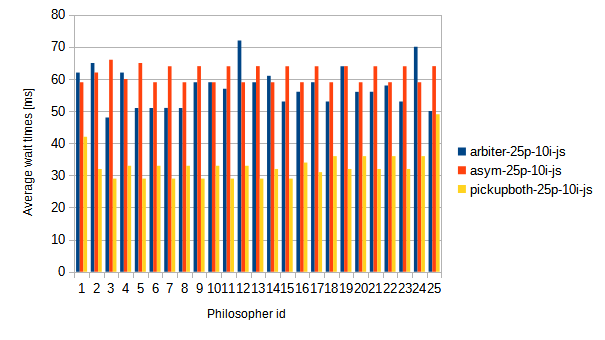 80
70
60
50
40
30
20
10
0
Average wait times [ms]
1 2 3 4 5 6 7 8 9 10 11 12 13 14 15 16 17 18 19 20 21 22 23 24 25
Philosopher id
arbiter-25p-10i-js
asym-25p-10i-js
pickupboth-25p-10i-js